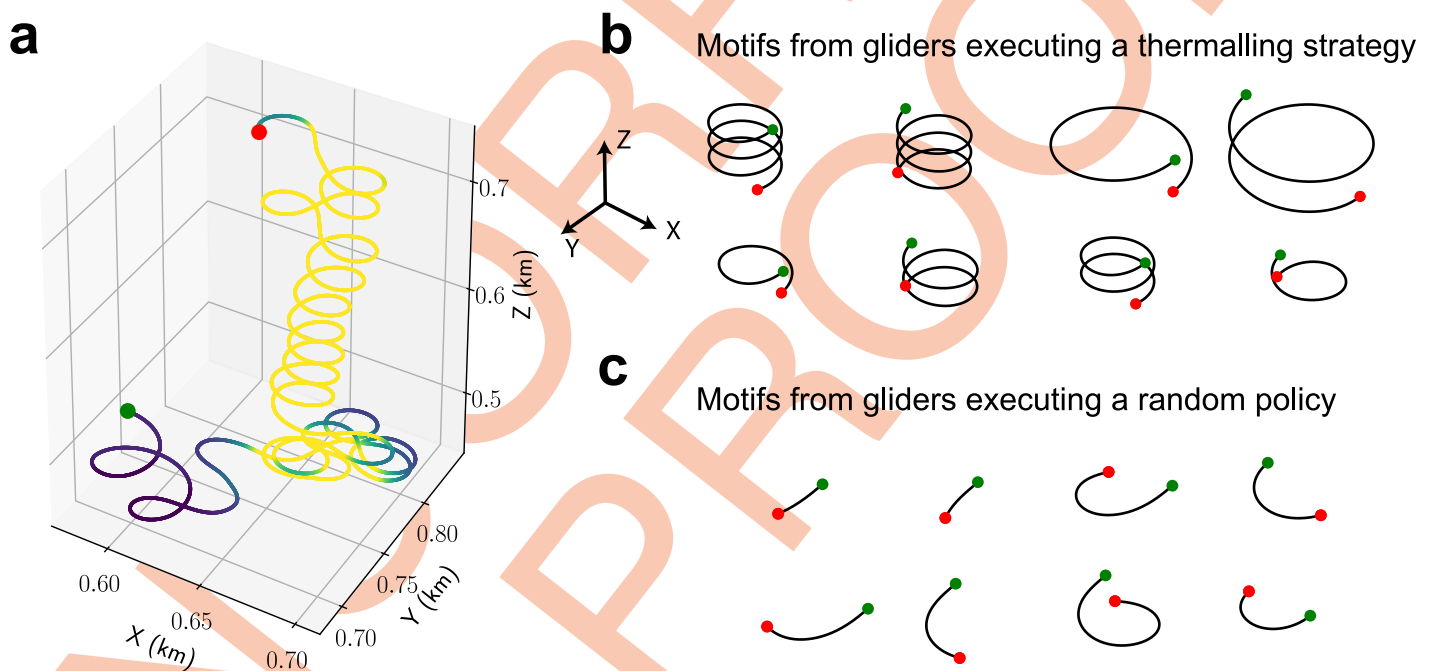 a
b
Motifs from gliders executing a thermalling strategy
Z
X
Y
0.7
0.6
Z (km)
0.5
c
Motifs from gliders executing a random policy
0.80
0.75
Y (km)
0.70
0.60
0.65
0.70
X (km)